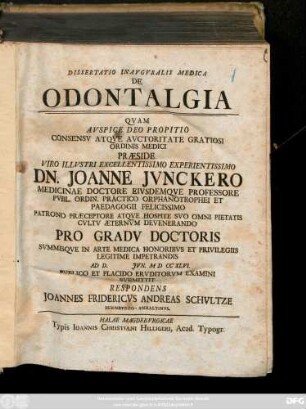 DISSERTATIO INAVGVRALIS MEDICA
DE
ODONTALGIA
QVAM
AVSPICE DEO PROPITIO
CONSENSV ATQVE AVCTORITATE GRATIOSI
ORDINIS MEDICI
PRÆSIDE
VIRO ILLVSTRI EXCELLENTISSIMO EXPERIENTISSIMO
DN. JOANNE JVNCKERO
MEDICINAE DOCTORE EIVSDEMQVE PROFESSORE
PVBL. ORDIN. PRACTICO ORPHANOTROPHEI ET
PAEDAGOGII FELICISSIMO
PATRONO PRÆCEPTORE ATQVE HOSPITE SVO OMNI PIETATIS
CVLTV ÆTERNVM DEVENERANDO
PRO GRADV DOCTORIS
SVMMISQVE IN ARTE MEDICA HONORIBVS ET PRIVILEGIIS
LEGITIME IMPETRANDIS
AD D. JVN. M D CC XLVI.
PVBLICO ET PLACIDO ERVDITORVM EXAMINI
SVBMITTIT
RESPONDENS
JOANNES FRIDERICVS ANDREAS SCHVLTZE
HALAE MAGDEBVRGICAE
Typis IOANNIS CHRISTIANI HILLIGERI, Acad. Typogr.